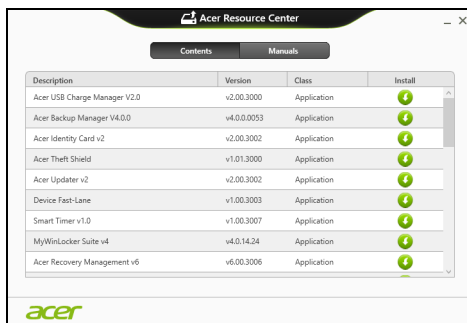 Acer Resource Center
Contents Manuals
Description Version Class Install
Acer USB Charge Manager V2.0 v2.00.3000 Application
Acer Backup Manager V4.0.0 v4.0.0.0053 Application
Acer Identity Card v2 v2.00.3002 Application
Acer Theft Shield v1.01.3000 Application
Acer Updater v2 v2.00.3002 Application
Device Fast-Lane v1.00.3003 Application
Smart Timer v1.0 v1.00.3007 Application
MyWinLocker Suite v4 v4.0.14.24 Application
Acer Recovery Management v6 v6.00.3006 Application
acer